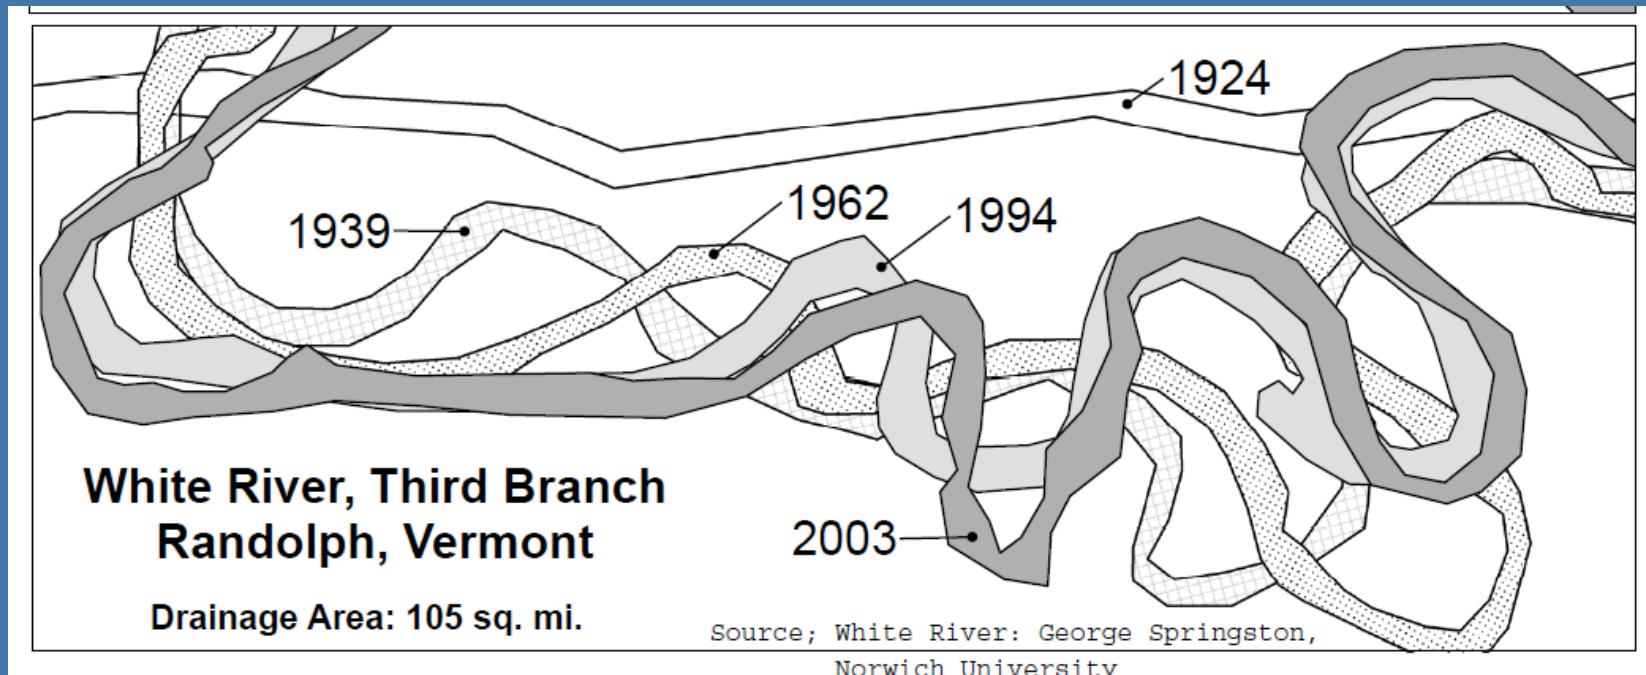 1924
1962
1994
1939
White River, Third Branch
Randolph, Vermont
2003
Drainage Area: 105 sq. mi.
Source; White River: George Springston,
Norwich University